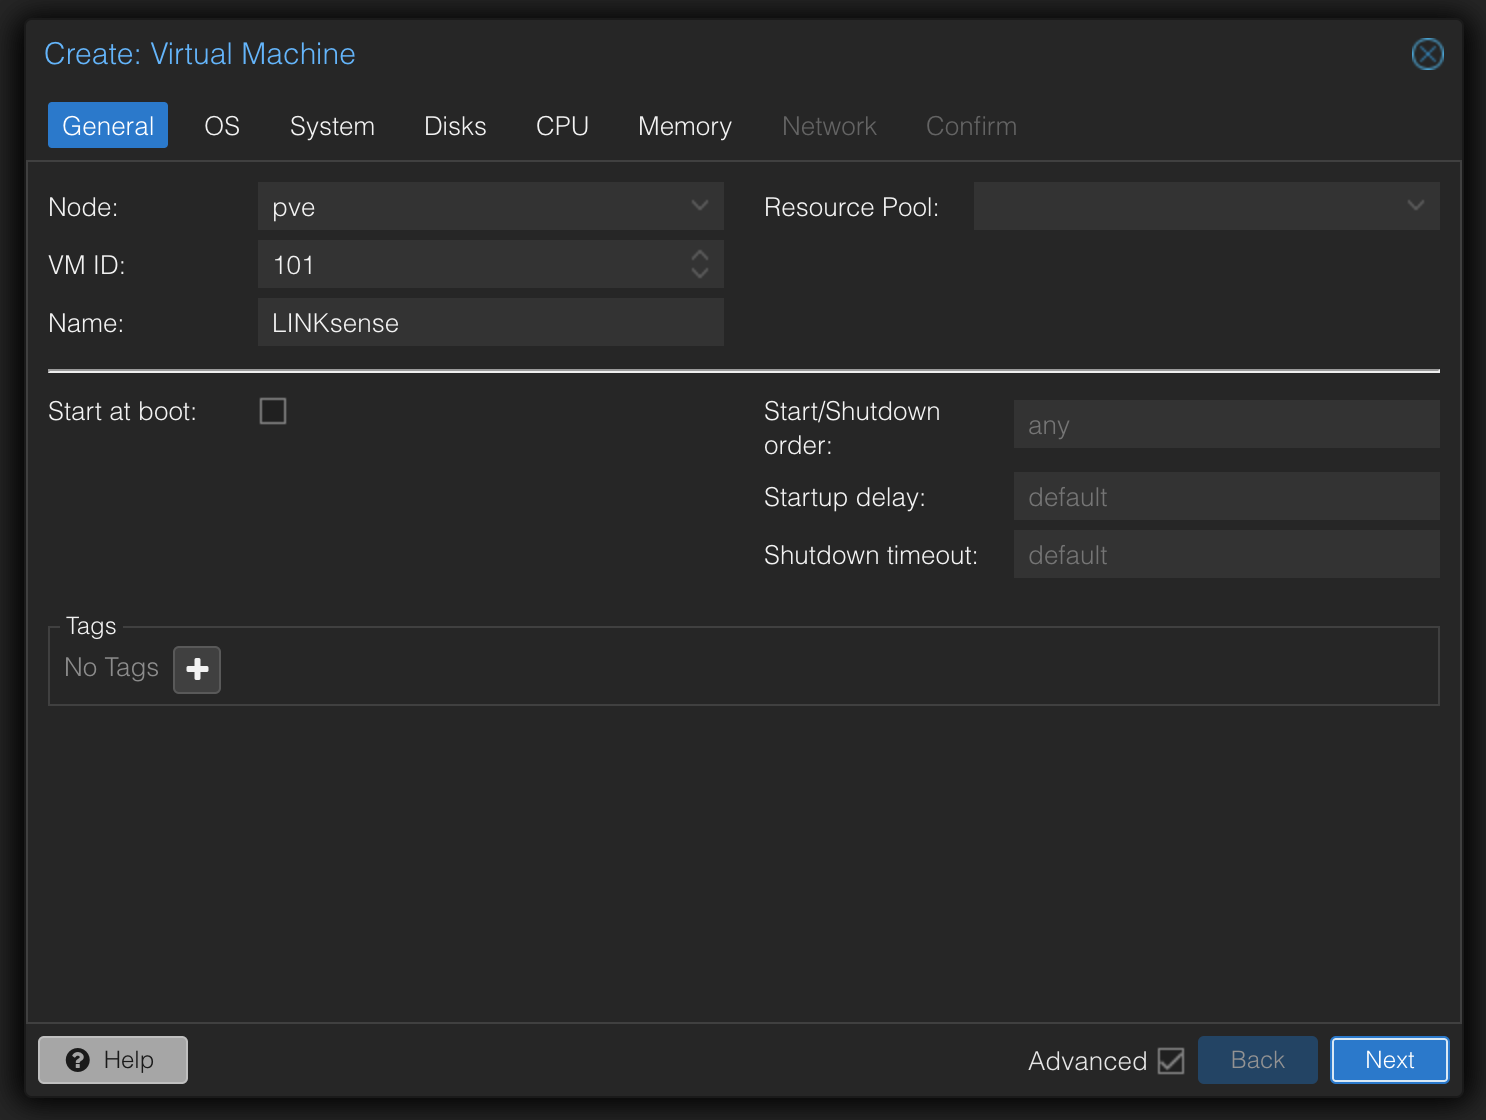 Create: Virtual Machine
General OS System Disks CPU Memory Network Confirm
Node: pve Resource Pool:
VM ID: 101
Name: LINKsense
Start at boot: Start/Shutdown
order: any
Startup delay: default
Shutdown timeout: default
Tags
No Tags
Help Advanced Back Next